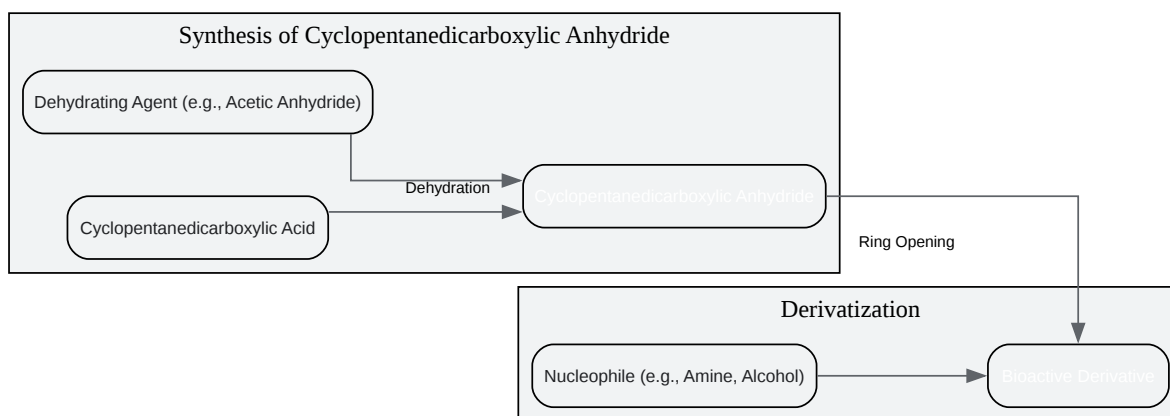 Synthesis of Cyclopentanedicarboxylic Anhydride
Dehydrating Agent (e.g., Acetic Anhydride)
Dehydration
Cyclopentanedicarboxylic Anhydride
Cyclopentanedicarboxylic Acid
Ring Opening
Derivatization
Nucleophile (e.g., Amine, Alcohol)
Bioactive Derivative